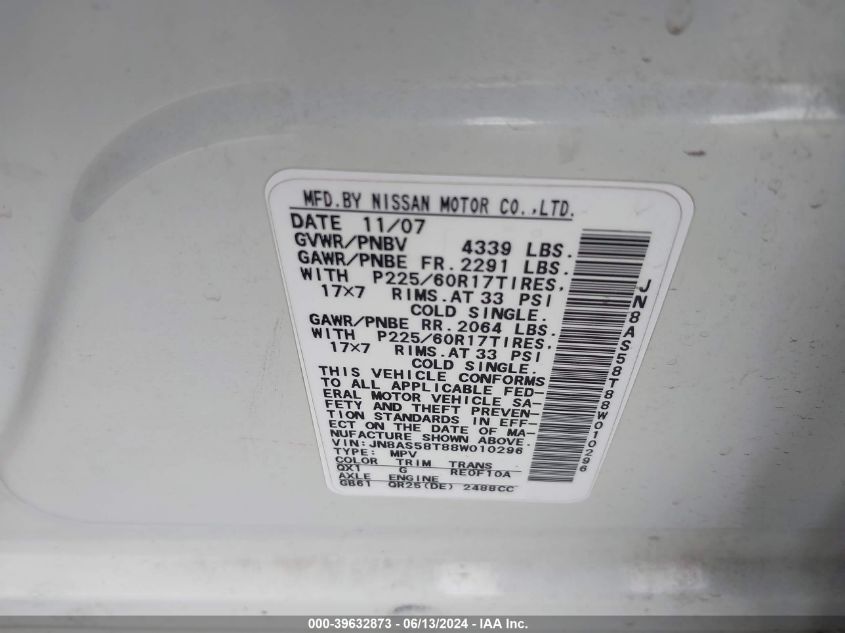 MFD.BY NISSAN MOTOR CO.,LTD.
DATE 11/07
GVWR/PNBV 4339 LBS.
GAWR/PNBE FR. 2291 LBS.
WITH P225/60R17TIRES,
17×7 RIMS.AT 33 PSI
COLD SINGLE.
GAWR/PNBE RR. 2064 LBS.
WITH P225/60R17TIRES,
17×7 RIMS.AT 33 PSI
COLD SINGLE.
THIS VEHICLE CONFORMS
TO ALL APPLICABLE FED-
ERAL MOTOR VEHICLE SA-
FETY AND THEFT PREVEN-
TION STANDARDS IN EFF-
ECT ON THE DATE OF MA-
NUFACTURE SHOWN ABOVE.
VIN: JN8AS58T88W010296
TYPE: MPV
COLOR TRIM TRANS
QX1 G RE0F10A
AXLE ENGINE
GB61 QR25(DE) 2488CC
JN8AS58T88W010296
000-39632873 - 06/13/2024 - IAA Inc.